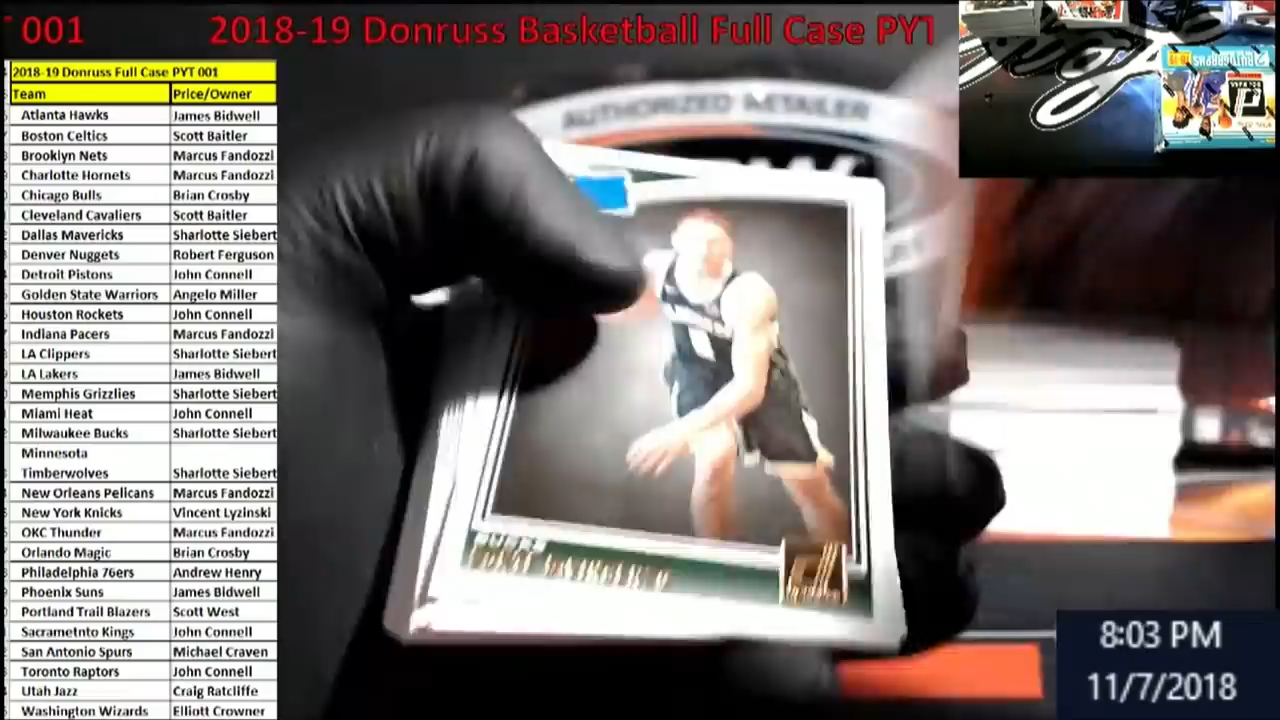 001 2018-19 Donruss Basketball Full Case PYT
2018-19 Donruss Full Case PYT 001
Team Price/Owner
Atlanta Hawks James Bidwell
Boston Celtics Scott Baitler
Brooklyn Nets Marcus Fandozzi
Charlotte Hornets Marcus Fandozzi
Chicago Bulls Brian Crosby
Cleveland Cavaliers Scott Baitler
Dallas Mavericks Sharlotte Siebert
Denver Nuggets Robert Ferguson
Detroit Pistons John Connell
Golden State Warriors Angelo Miller
Houston Rockets John Connell
Indiana Pacers Marcus Fandozzi
LA Clippers Sharlotte Siebert
LA Lakers James Bidwell
Memphis Grizzlies Sharlotte Siebert
Miami Heat John Connell
Milwaukee Bucks Sharlotte Siebert
Minnesota
Timberwolves Sharlotte Siebert
New Orleans Pelicans Marcus Fandozzi
New York Knicks Vincent Lyzinski
OKC Thunder Marcus Fandozzi
Orlando Magic Brian Crosby
Philadelphia 76ers Andrew Henry
Phoenix Suns James Bidwell
Portland Trail Blazers Scott West
Sacrametnto Kings John Connell
San Antonio Spurs Michael Craven
Toronto Raptors John Connell
Utah Jazz Craig Ratcliffe
Washington Wizards Elliott Crowner
AUTHORIZED RETAILER
8:03 PM
11/7/2018